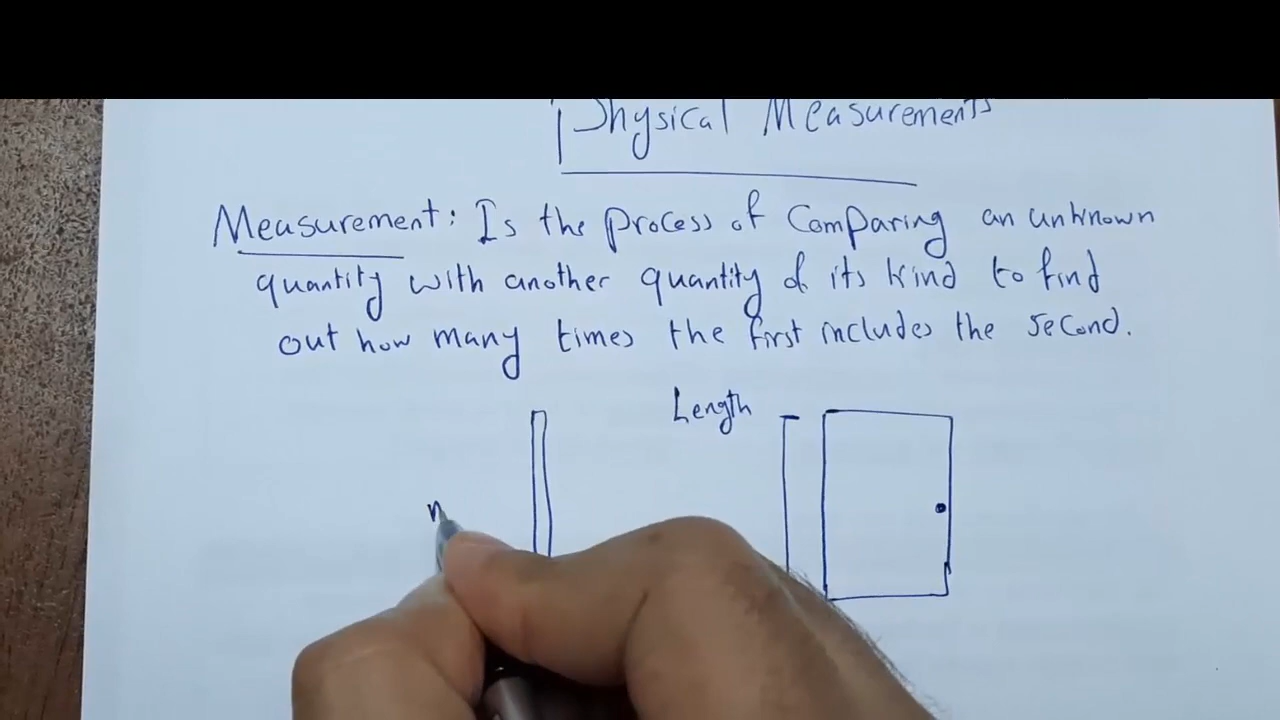 Physical Measurements
Measurement: Is the process of comparing an unknown
quantity with another quantity of its kind to find
out how many times the first includes the second.
Length